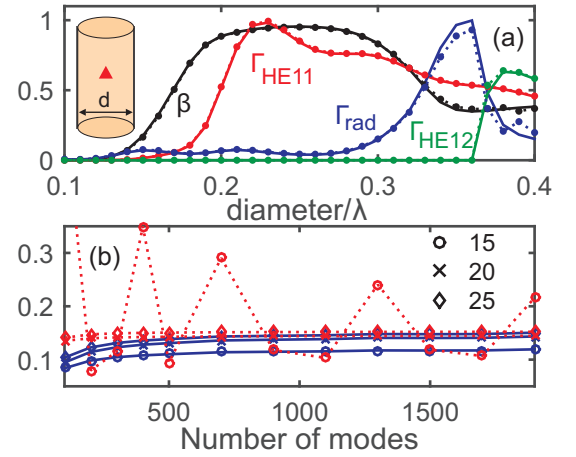 1
0.5
0
d
β
Γ_HE11
Γ_rad
Γ_HE12
(a)
0.1 0.2 0.3 0.4
diameter/λ
0.3
0.2
0.1
(b)
15
20
25
500 1000 1500
Number of modes